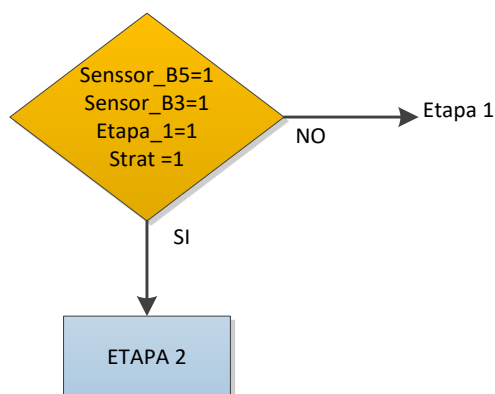 Senssor_B5=1
Sensor_B3=1
Etapa_1=1
Strat =1
Etapa 1
NO
SI
ETAPA 2